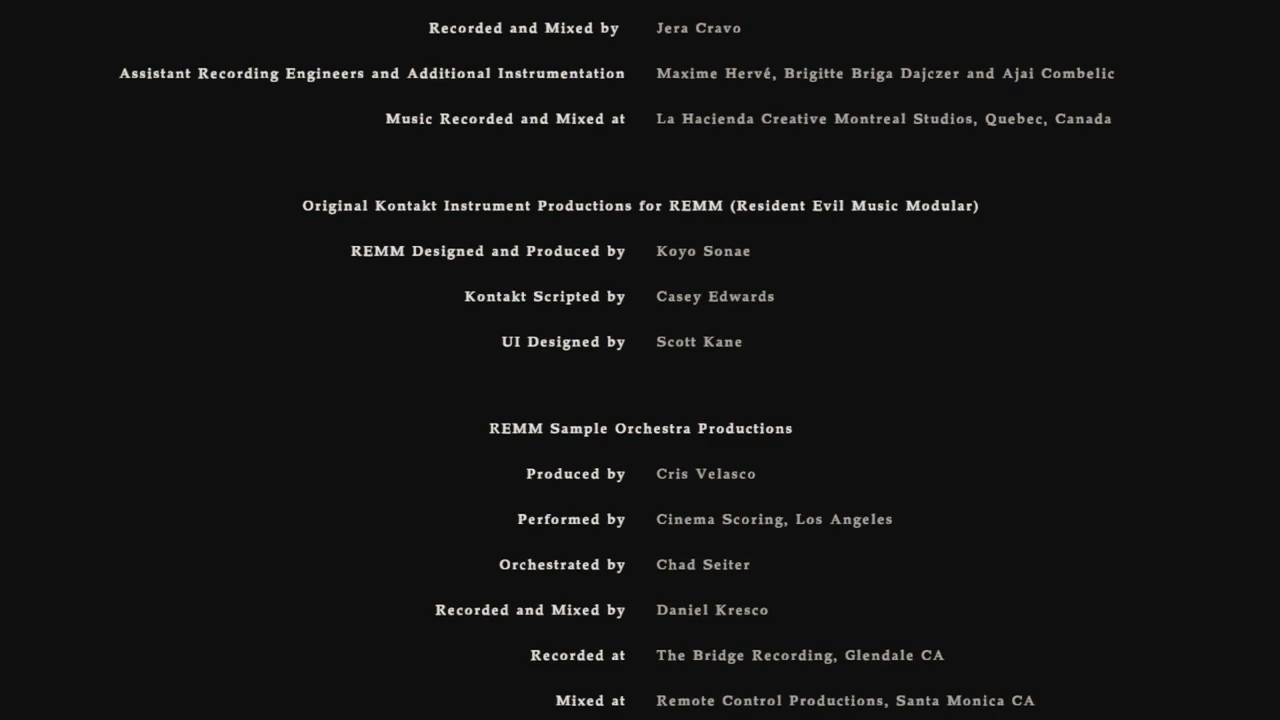 Recorded and Mixed by Jera Cravo
Assistant Recording Engineers and Additional Instrumentation Maxime Hervé, Brigitte Briga Dajczer and Ajai Combelic
Music Recorded and Mixed at La Hacienda Creative Montreal Studios, Quebec, Canada
Original Kontakt Instrument Productions for REMM (Resident Evil Music Modular)
REMM Designed and Produced by Koyo Sonae
Kontakt Scripted by Casey Edwards
UI Designed by Scott Kane
REMM Sample Orchestra Productions
Produced by Cris Velasco
Performed by Cinema Scoring, Los Angeles
Orchestrated by Chad Seiter
Recorded and Mixed by Daniel Kresco
Recorded at The Bridge Recording, Glendale CA
Mixed at Remote Control Productions, Santa Monica CA